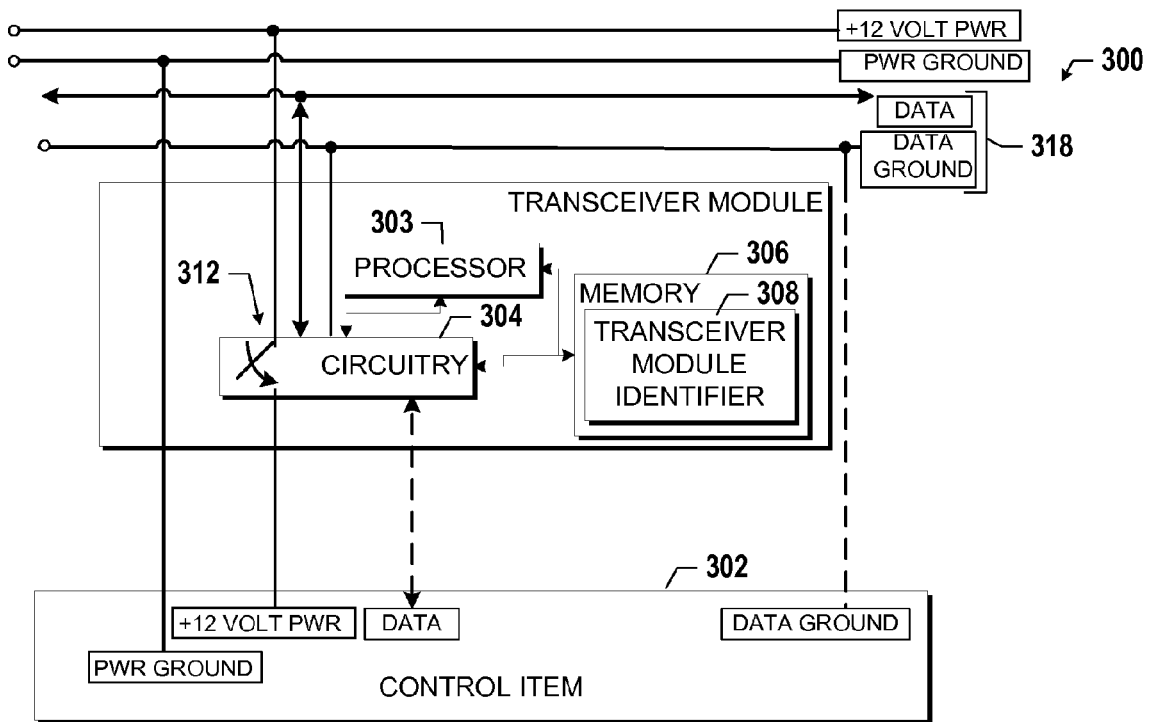 +12 VOLT PWR
PWR GROUND
300
DATA
DATA
GROUND
318
TRANSCEIVER MODULE
303
PROCESSOR
312
306
MEMORY
308
304
CIRCUITRY
TRANSCEIVER
MODULE
IDENTIFIER
302
+12 VOLT PWR
DATA
DATA GROUND
PWR GROUND
CONTROL ITEM